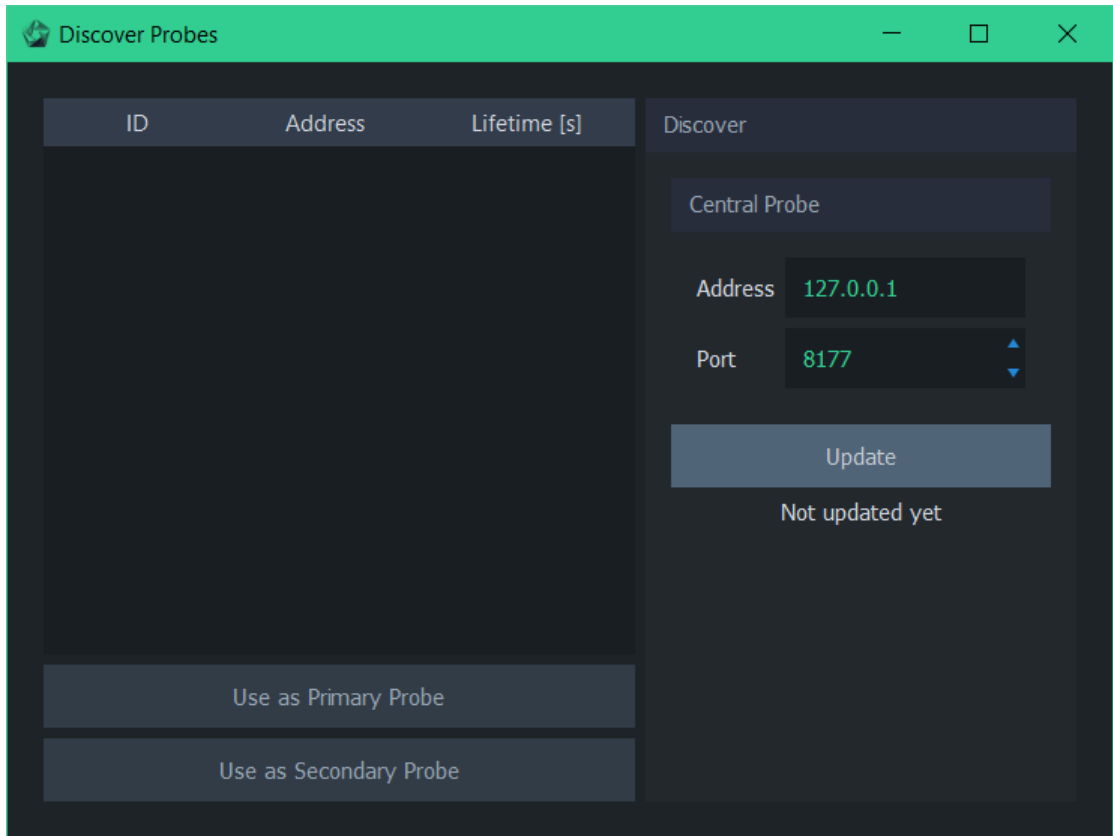 Discover Probes
ID Address Lifetime [s]
Use as Primary Probe
Use as Secondary Probe
Discover
Central Probe
Address 127.0.0.1
Port 8177
Update
Not updated yet